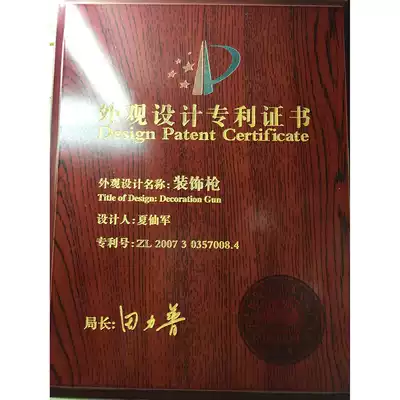 外观设计专利证书
Design Patent Certificate
外观设计名称:装饰枪
Title of Design: Decoration Gun
设计人:夏仙军
专利号:ZL 2007 3 0357008.4
局长:田力普